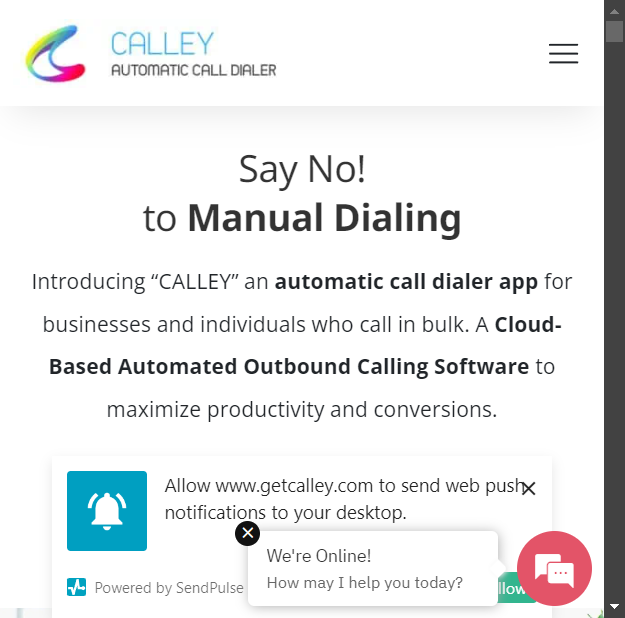 CALLEY
AUTOMATIC CALL DIALER
Say No!
to Manual Dialing
Introducing “CALLEY” an automatic call dialer app for
businesses and individuals who call in bulk. A Cloud-
Based Automated Outbound Calling Software to
maximize productivity and conversions.
Allow www.getcalley.com to send web push
notifications to your desktop.
We're Online!
How may I help you today?
Powered by SendPulse